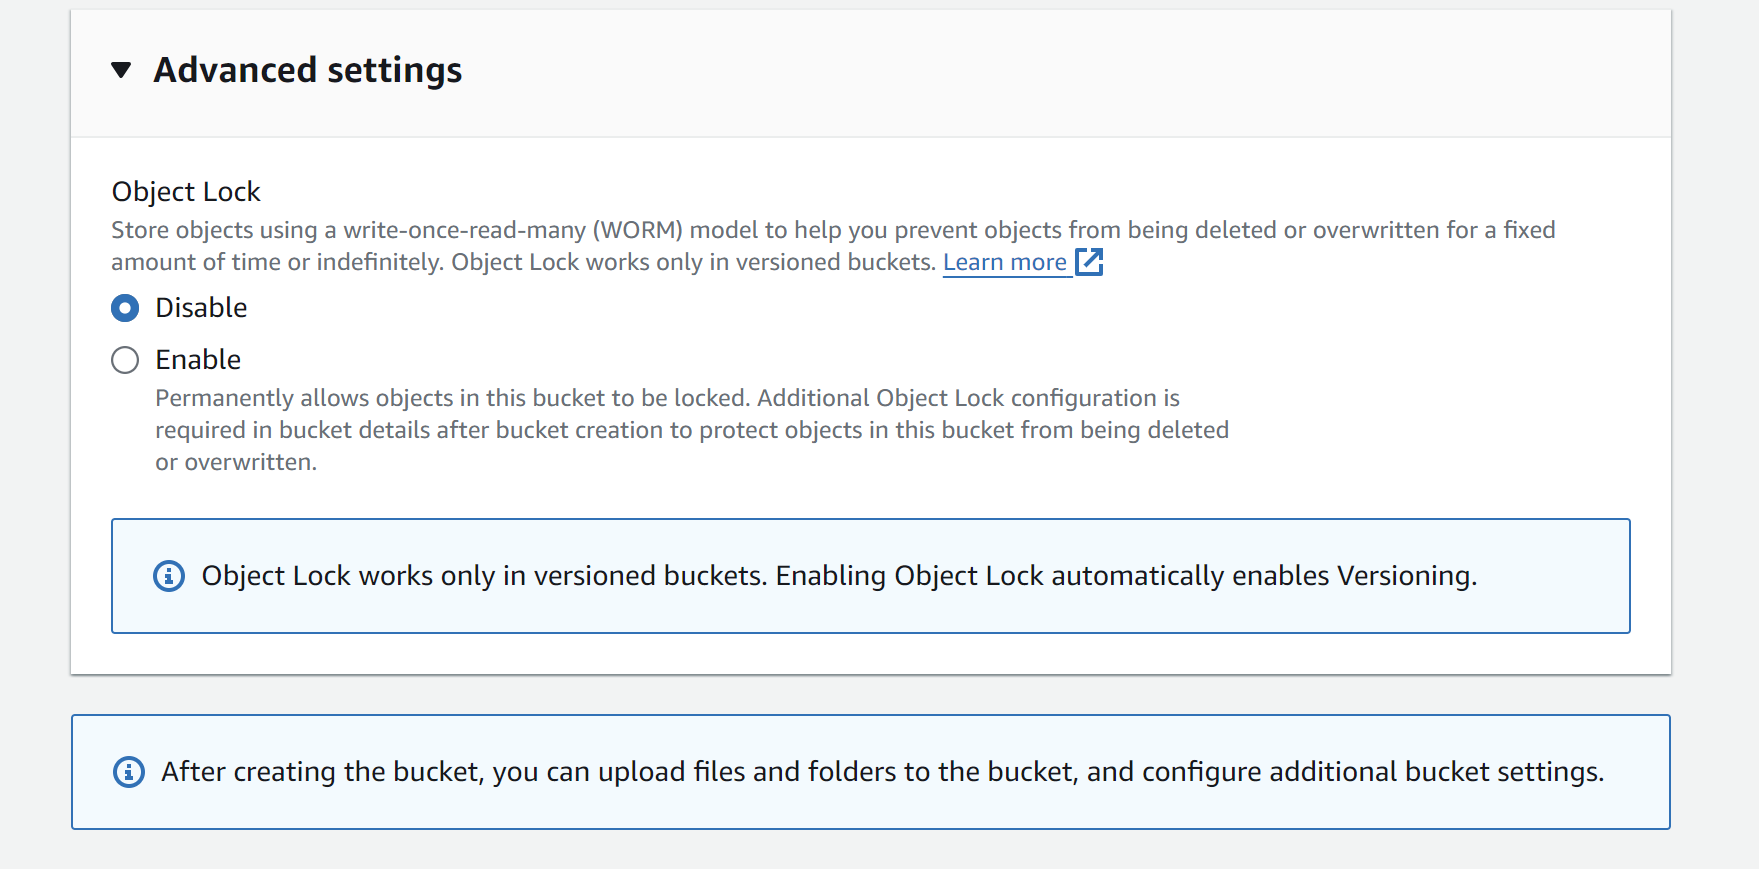 Advanced settings
Object Lock
Store objects using a write-once-read-many (WORM) model to help you prevent objects from being deleted or overwritten for a fixed
amount of time or indefinitely. Object Lock works only in versioned buckets. Learn more
Disable
Enable
Permanently allows objects in this bucket to be locked. Additional Object Lock configuration is
required in bucket details after bucket creation to protect objects in this bucket from being deleted
or overwritten.
Object Lock works only in versioned buckets. Enabling Object Lock automatically enables Versioning.
After creating the bucket, you can upload files and folders to the bucket, and configure additional bucket settings.